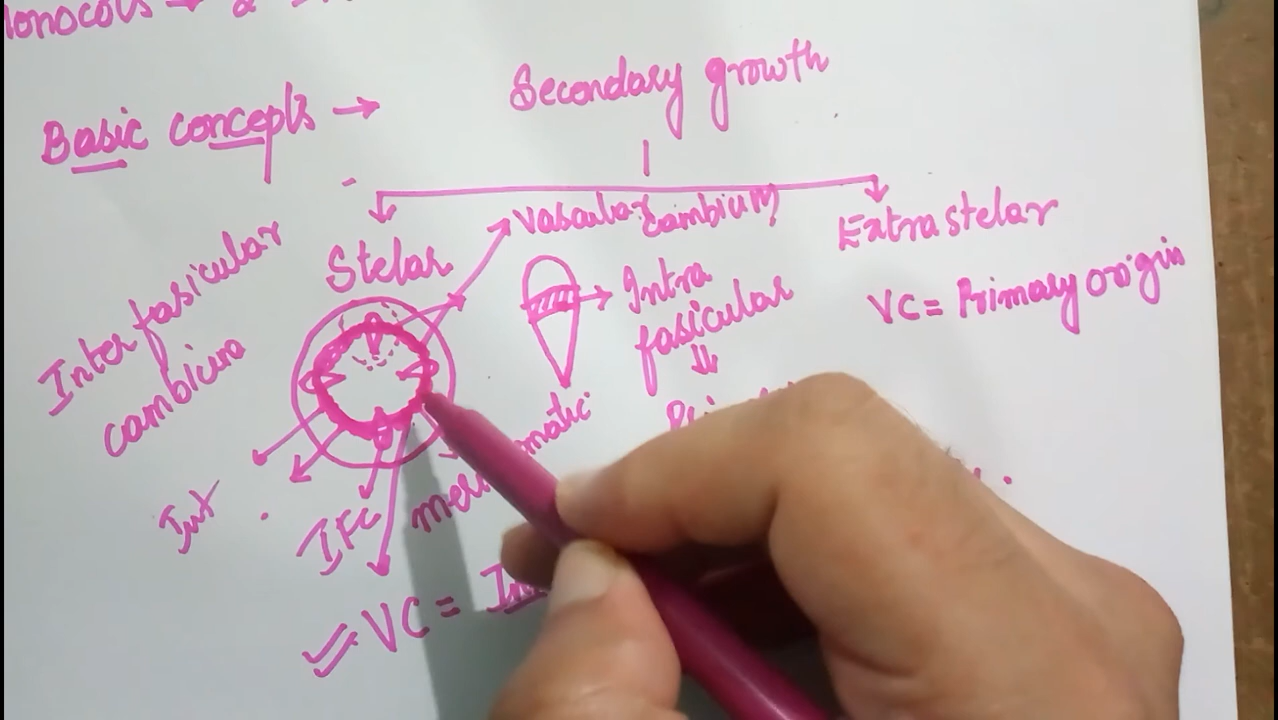 Monocots →
Basic concepts →
Secondary growth
Stelar
Vascular cambium
Extrastelar
Inter fasicular
cambium
Intra
fasicular
VC = Primary origin
Int
IFC
VC =